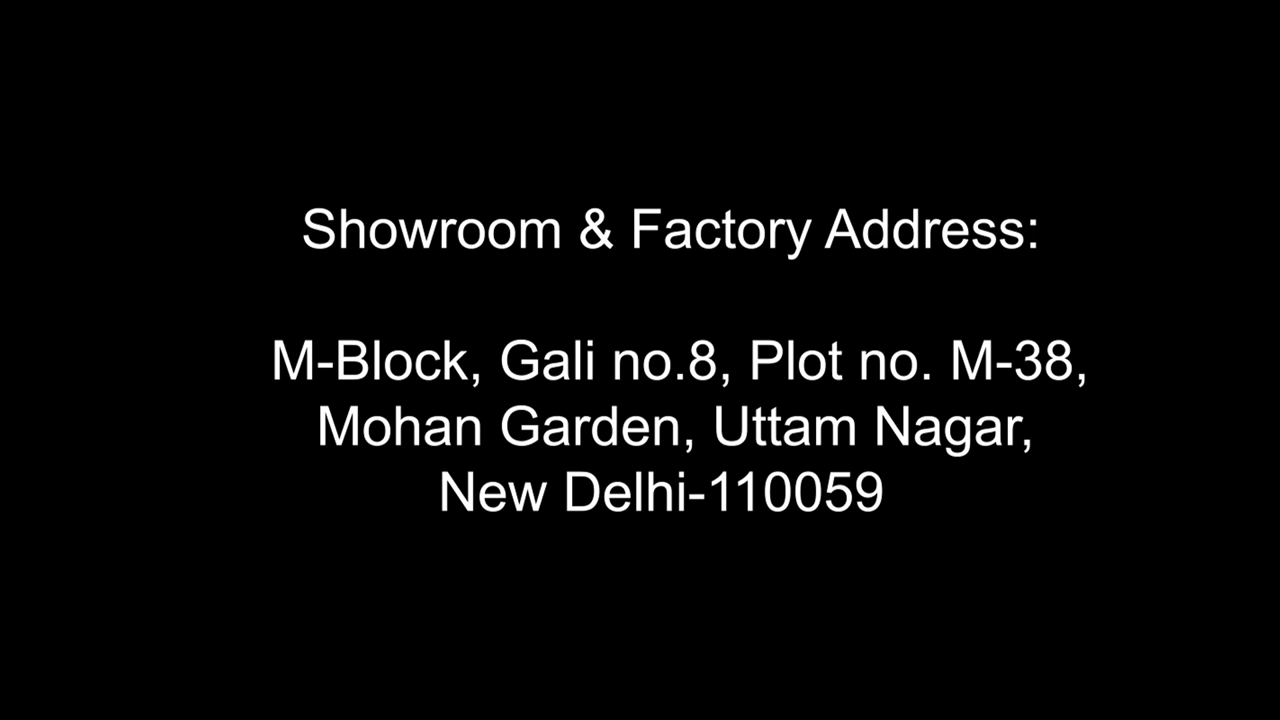 Showroom & Factory Address:
M-Block, Gali no.8, Plot no. M-38,
Mohan Garden, Uttam Nagar,
New Delhi-110059